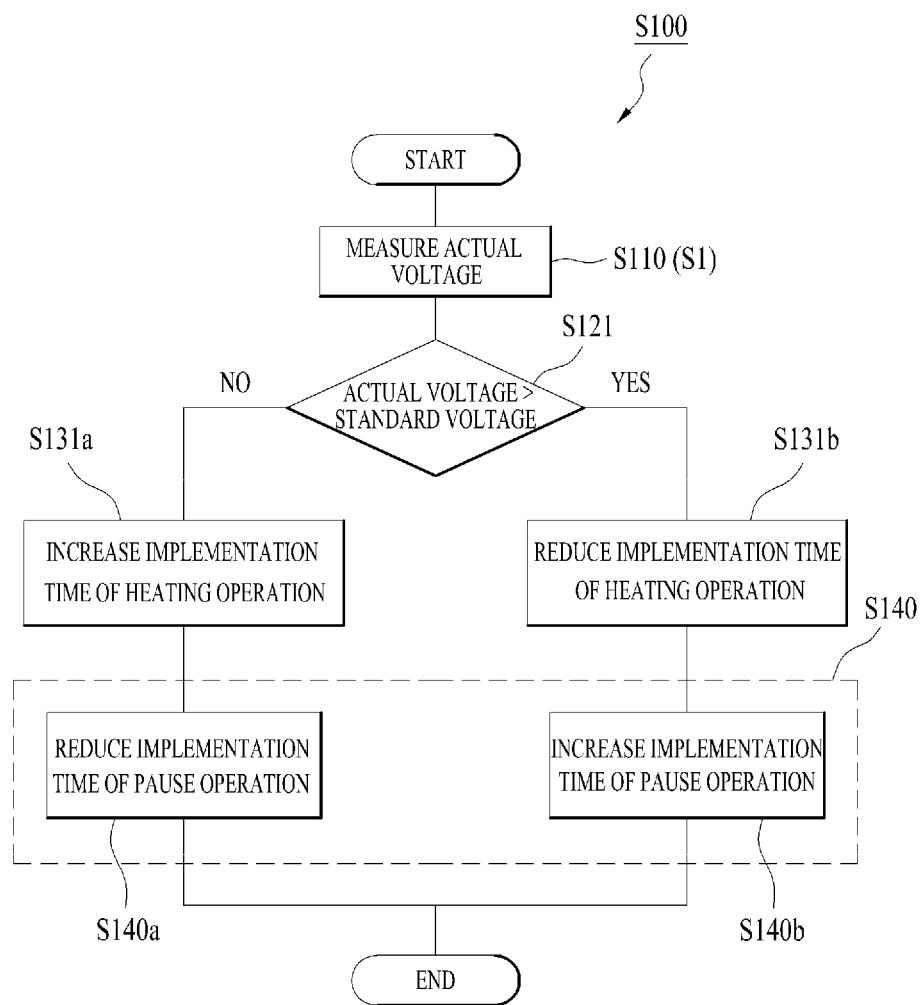 S100
START
MEASURE ACTUAL
VOLTAGE
S110 (S1)
S121
NO
ACTUAL VOLTAGE >
STANDARD VOLTAGE
YES
S131a
S131b
INCREASE IMPLEMENTATION
TIME OF HEATING OPERATION
REDUCE IMPLEMENTATION TIME
OF HEATING OPERATION
S140
REDUCE IMPLEMENTATION
TIME OF PAUSE OPERATION
INCREASE IMPLEMENTATION
TIME OF PAUSE OPERATION
S140a
S140b
END